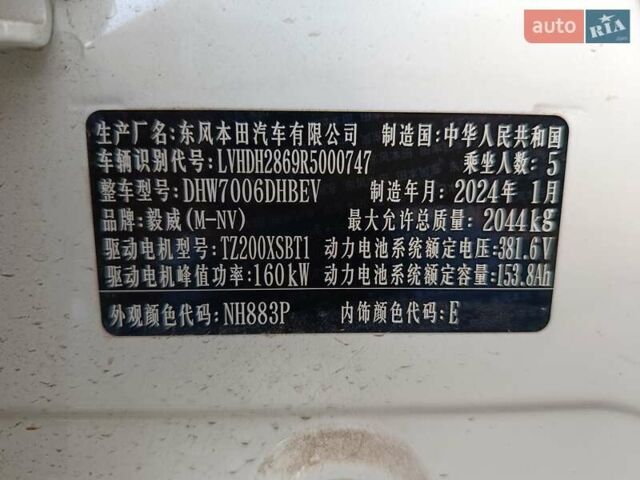 auto RIA.com
生产厂名:东风本田汽车有限公司 制造国:中华人民共和国
车辆识别代号:LVHDH2869R5000747 乘坐人数:5
整车型号:DHW7006DHBEV 制造年月:2024年1月
品牌:毅威(M-NV) 最大允许总质量:2044kg
驱动电机型号:TZ200XSBT1 动力电池系统额定电压:381.6V
驱动电机峰值功率:160kW 动力电池系统额定容量:153.8Ah
外观颜色代码:NH883P 内饰颜色代码:E